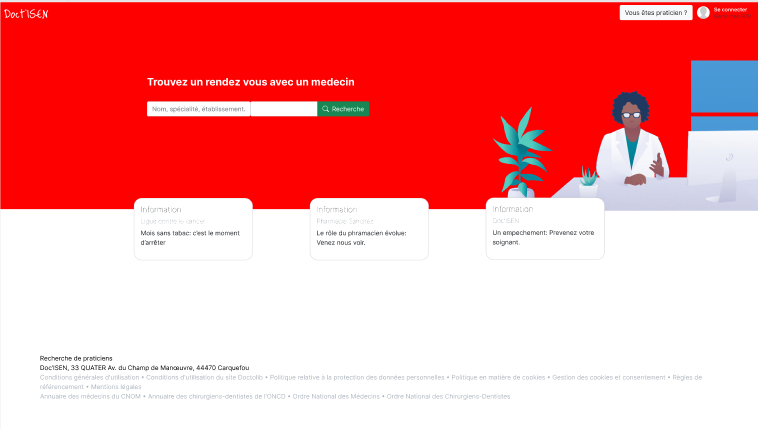 Doct'ISEN
Vous êtes praticien ?
Se connecter
Trouvez un rendez vous avec un medecin
Nom, spécialité, établissement.
Recherche
Information
Ligue contre le cancer
Mois sans tabac: c'est le moment
d'arrêter
Information
Le rôle du phramacien évolue:
Venez nous voir.
Information
Doc'ISEN
Un empechement: Prevenez votre
soignant.
Recherche de praticiens
Doc'ISEN, 33 QUATER Av. du Champ de Manœuvre, 44470 Carquefou
Conditions générales d'utilisation • Conditions d'utilisation du site Doctolib • Politique relative à la protection des données personnelles • Politique en matière de cookies • Gestion des cookies et consentement • Règles de
référencement • Mentions légales
Annuaire des médecins du CNOM • Annuaire des chirurgiens-dentistes de l'ONCD • Ordre National des Médecins • Ordre National des Chirurgiens-Dentistes